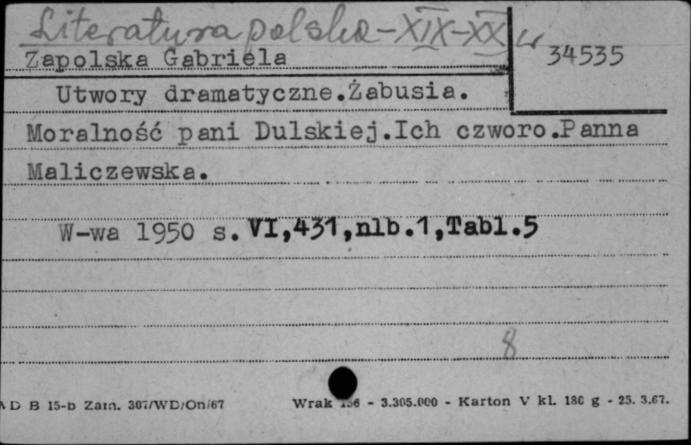 Literatura polska - XIX-XX w
34535
Zapolska Gabriela
Utwory dramatyczne.Żabusia.
Moralność pani Dulskiej.Ich czworo.Panna
Maliczewska.
W-wa 1950 s. VI,431,nlb.1,Tabl.5
8
D B 15-b Zam. 307/WD/On/67 Wrak 6 - 3.305.000 - Karton V kl. 180 g - 25. 3.67.